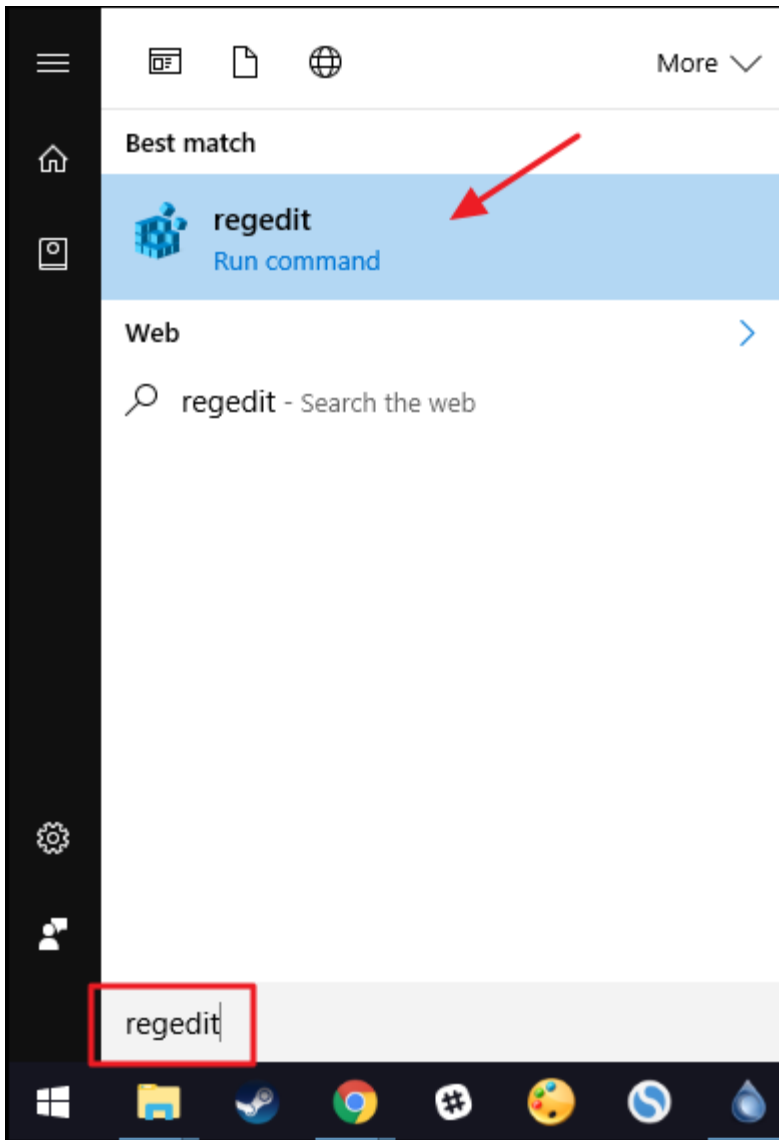 More
Best match
regedit
Run command
Web
regedit - Search the web
regedit